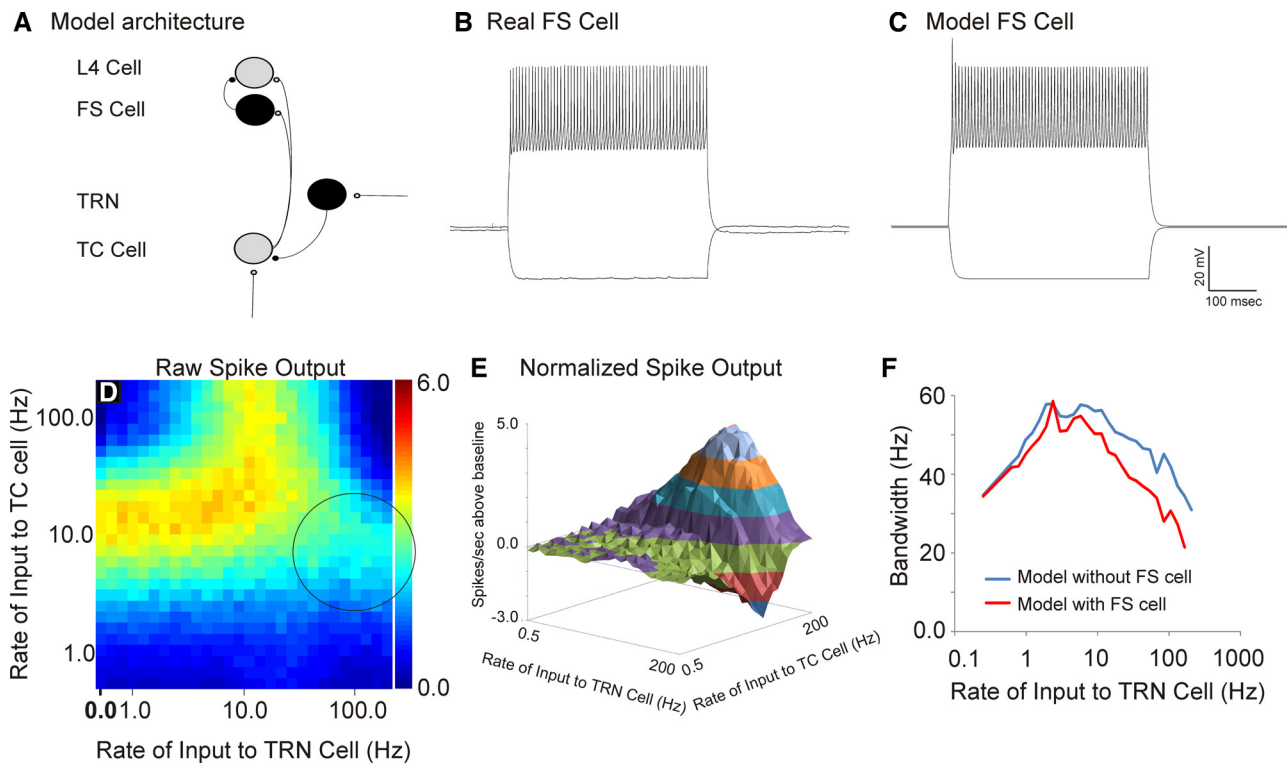 A Model architecture
L4 Cell
FS Cell
TRN
TC Cell
B Real FS Cell
C Model FS Cell
20 mV
100 msec
D
Raw Spike Output
Rate of Input to TC cell (Hz)
100.0
10.0
1.0
6.0
0.0
0.0 1.0 10.0 100.0
Rate of Input to TRN Cell (Hz)
E Normalized Spike Output
Spikes/sec above baseline
5.0
0.0
-3.0
0.5
200
0.5
200
Rate of Input to TRN Cell (Hz)
Rate of Input to TC Cell (Hz)
F
Bandwidth (Hz)
60
40
20
0.0
Model without FS cell
Model with FS cell
0.1 1 10 100 1000
Rate of Input to TRN Cell (Hz)